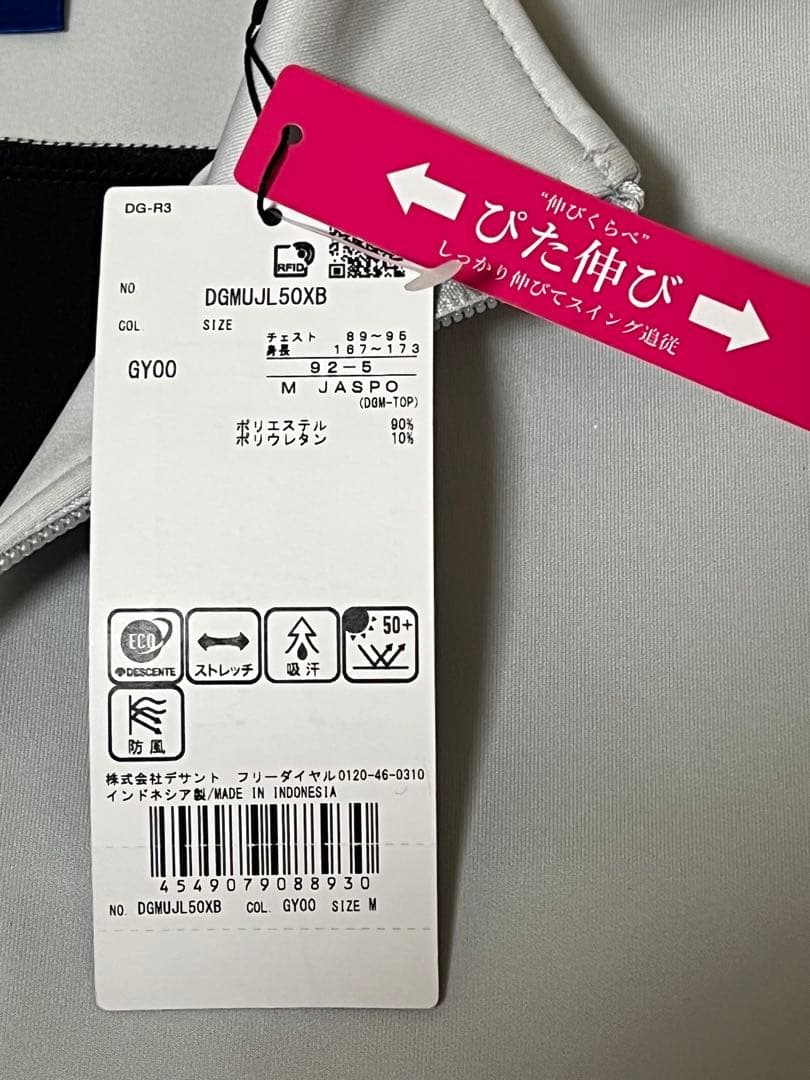 DG-R3
RFID
NO DGMUJL50XB
COL. SIZE
GY00
チェスト 89～95
身長 167～173
92-5
M JASPO
(DGM-TOP)
ポリエステル 90%
ポリウレタン 10%
ECO
DESCENTE
ストレッチ
吸汗
50+
防風
株式会社デサント フリーダイヤル0120-46-0310
インドネシア製/MADE IN INDONESIA
4549079088930
NO. DGMUJL50XB COL. GY00 SIZE M
“伸びくらべ”
ぴた伸び
しっかり伸びてスイング追従